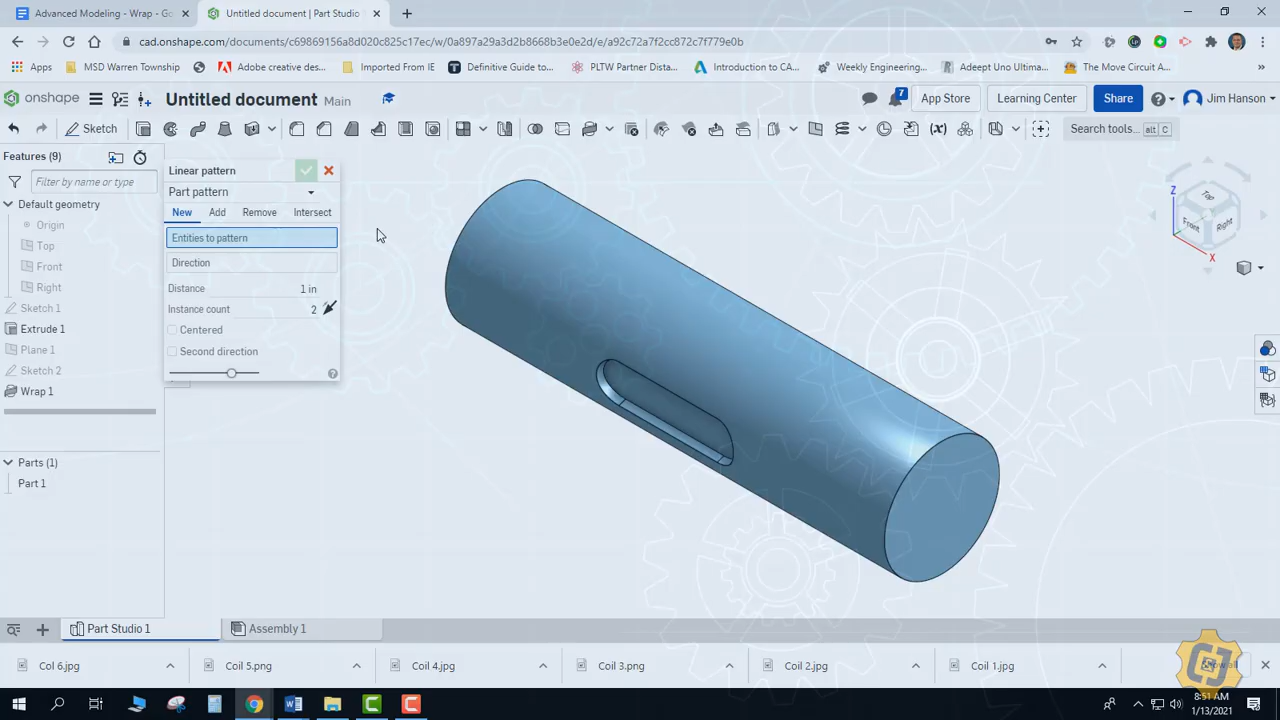 Advanced Modeling - Wrap - Go
Untitled document | Part Studio
cad.onshape.com/documents/c69869156a8d020c825c17ec/w/0a897a29a3d2b8668b3e0e2d/e/a92c72a7f2cc872c7f779e0b
Apps
MSD Warren Township
Adobe creative des...
Imported From IE
Definitive Guide to...
PLTW Partner Dista...
Introduction to CA...
Weekly Engineering...
Adeept Uno Ultima...
The Move Circuit A...
»
onshape
Untitled document Main
7
App Store
Learning Center
Share
Jim Hanson
Sketch
(x)
Search tools... alt C
Features (9)
Filter by name or type
Default geometry
Origin
Top
Front
Right
Sketch 1
Extrude 1
Plane 1
Sketch 2
Wrap 1
Parts (1)
Part 1
Linear pattern
Part pattern
New Add Remove Intersect
Entities to pattern
Direction
Distance 1 in
Instance count 2
Centered
Second direction
Z
Top
Front
Right
X
Part Studio 1
Assembly 1
Col 6.jpg
Coil 5.png
Coil 4.jpg
Coil 3.png
Coil 2.jpg
Coil 1.jpg
Show all
8:51 AM
1/13/2021